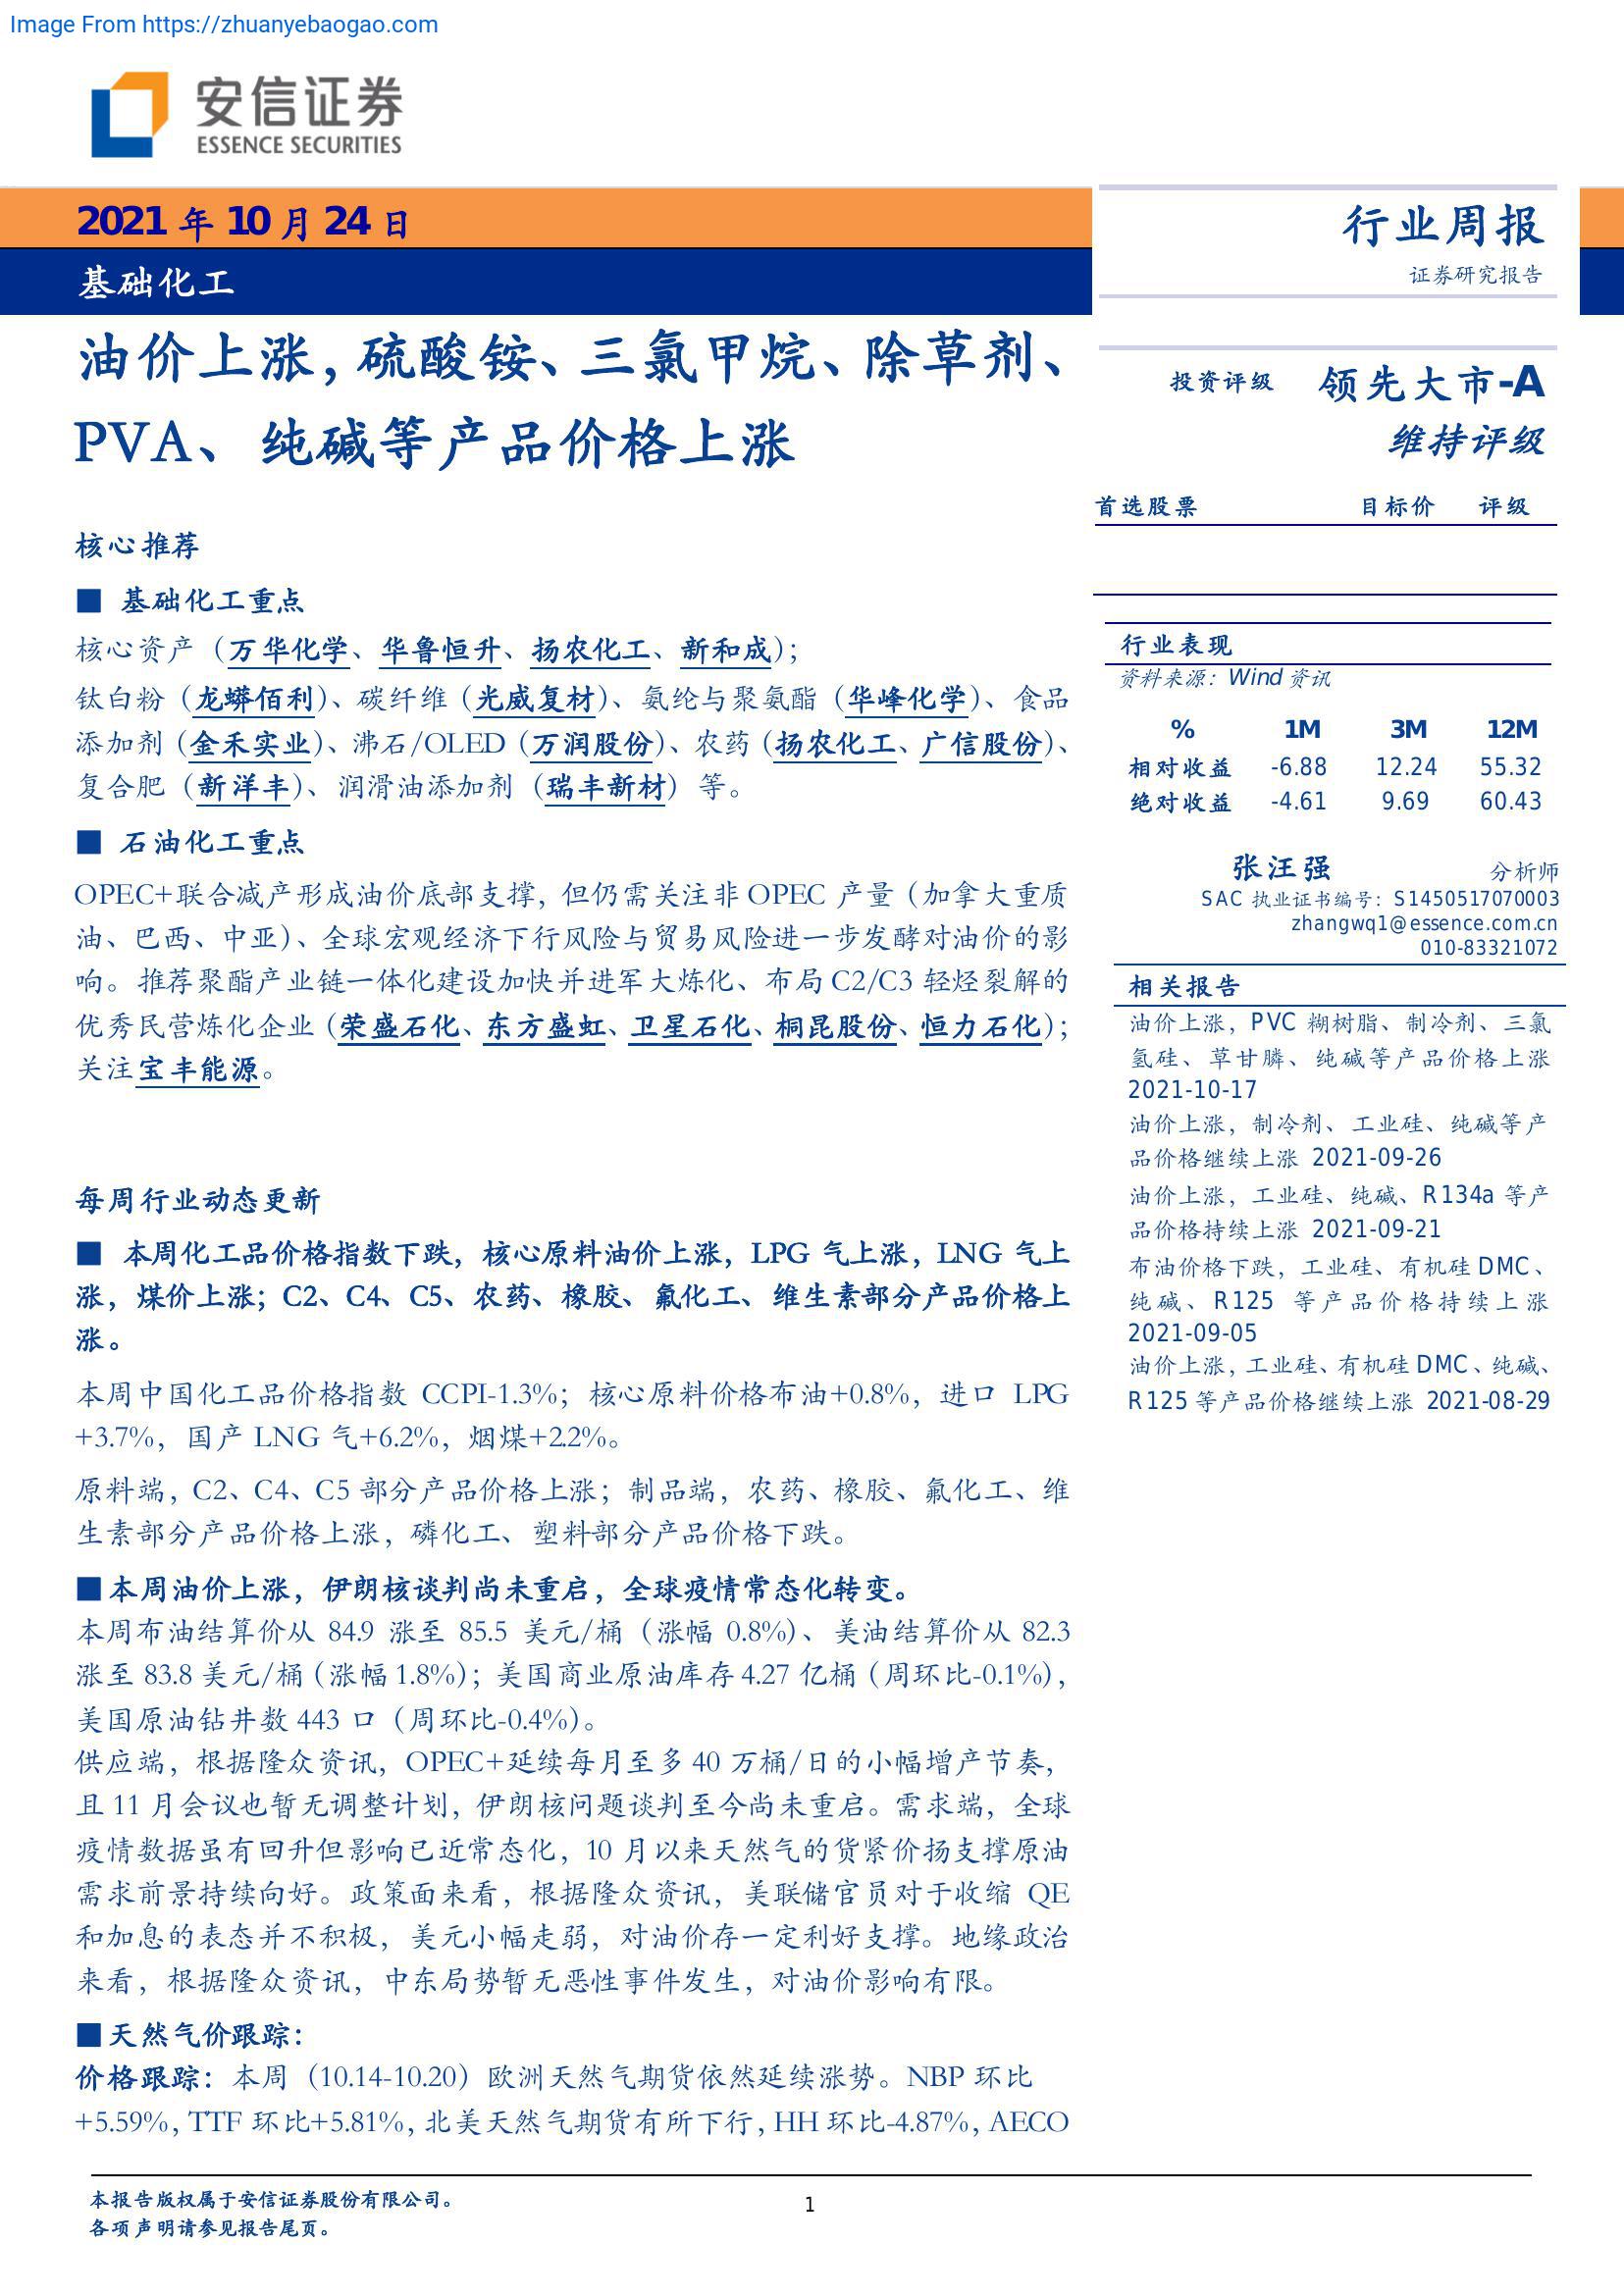 Image From https://zhuanyebaogao.com
安信证券
ESSENCE SECURITIES
2021 年 10 月 24 日
基础化工
行业周报
证券研究报告
油价上涨，硫酸铵、三氯甲烷、除草剂、
PVA、纯碱等产品价格上涨
核心推荐
■ 基础化工重点
核心资产（万华化学、华鲁恒升、扬农化工、新和成）；
钛白粉（龙蟒佰利）、碳纤维（光威复材）、氨纶与聚氨酯（华峰化学）、食品
添加剂（金禾实业）、沸石/OLED（万润股份）、农药（扬农化工、广信股份）、
复合肥（新洋丰）、润滑油添加剂（瑞丰新材）等。
■ 石油化工重点
OPEC+联合减产形成油价底部支撑，但仍需关注非 OPEC 产量（加拿大重质
油、巴西、中亚）、全球宏观经济下行风险与贸易风险进一步发酵对油价的影
响。推荐聚酯产业链一体化建设加快并进军大炼化、布局 C2/C3 轻烃裂解的
优秀民营炼化企业（荣盛石化、东方盛虹、卫星石化、桐昆股份、恒力石化）；
关注宝丰能源。
每周行业动态更新
■ 本周化工品价格指数下跌，核心原料油价上涨，LPG 气上涨，LNG 气上
涨，煤价上涨；C2、C4、C5、农药、橡胶、氟化工、维生素部分产品价格上
涨。
本周中国化工品价格指数 CCPI-1.3%；核心原料价格布油+0.8%，进口 LPG
+3.7%，国产 LNG 气+6.2%，烟煤+2.2%。
原料端，C2、C4、C5 部分产品价格上涨；制品端，农药、橡胶、氟化工、维
生素部分产品价格上涨，磷化工、塑料部分产品价格下跌。
■本周油价上涨，伊朗核谈判尚未重启，全球疫情常态化转变。
本周布油结算价从 84.9 涨至 85.5 美元/桶（涨幅 0.8%）、美油结算价从 82.3
涨至 83.8 美元/桶（涨幅 1.8%）；美国商业原油库存 4.27 亿桶（周环比-0.1%），
美国原油钻井数 443 口（周环比-0.4%）。
供应端，根据隆众资讯，OPEC+延续每月至多 40 万桶/日的小幅增产节奏，
且 11 月会议也暂无调整计划，伊朗核问题谈判至今尚未重启。需求端，全球
疫情数据虽有回升但影响已近常态化，10 月以来天然气的货紧价扬支撑原油
需求前景持续向好。政策面来看，根据隆众资讯，美联储官员对于收缩 QE
和加息的表态并不积极，美元小幅走弱，对油价存一定利好支撑。地缘政治
来看，根据隆众资讯，中东局势暂无恶性事件发生，对油价影响有限。
■天然气价跟踪：
价格跟踪：本周（10.14-10.20）欧洲天然气期货依然延续涨势。NBP 环比
+5.59%，TTF 环比+5.81%，北美天然气期货有所下行，HH 环比-4.87%，AECO
投资评级 领先大市-A
维持评级
首选股票 目标价 评级
行业表现
资料来源：Wind 资讯
% 1M 3M 12M
相对收益 -6.88 12.24 55.32
绝对收益 -4.61 9.69 60.43
张汪强 分析师
SAC 执业证书编号：S1450517070003
zhangwq1@essence.com.cn
010-83321072
相关报告
油价上涨，PVC 糊树脂、制冷剂、三氯
氢硅、草甘膦、纯碱等产品价格上涨
2021-10-17
油价上涨，制冷剂、工业硅、纯碱等产
品价格继续上涨 2021-09-26
油价上涨，工业硅、纯碱、R134a 等产
品价格持续上涨 2021-09-21
布油价格下跌，工业硅、有机硅 DMC、
纯碱、R125 等产品价格持续上涨
2021-09-05
油价上涨，工业硅、有机硅 DMC、纯碱、
R125 等产品价格继续上涨 2021-08-29
本报告版权属于安信证券股份有限公司。
各项声明请参见报告尾页。
1